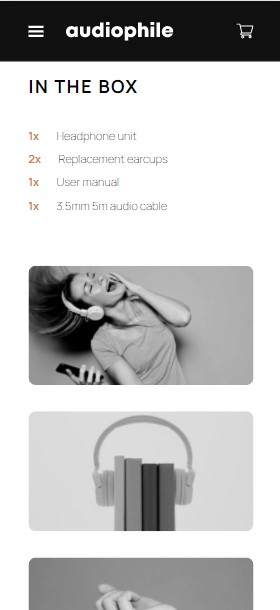 audiophile
IN THE BOX
1x Headphone unit
2x Replacement earcups
1x User manual
1x 3.5mm 5m audio cable